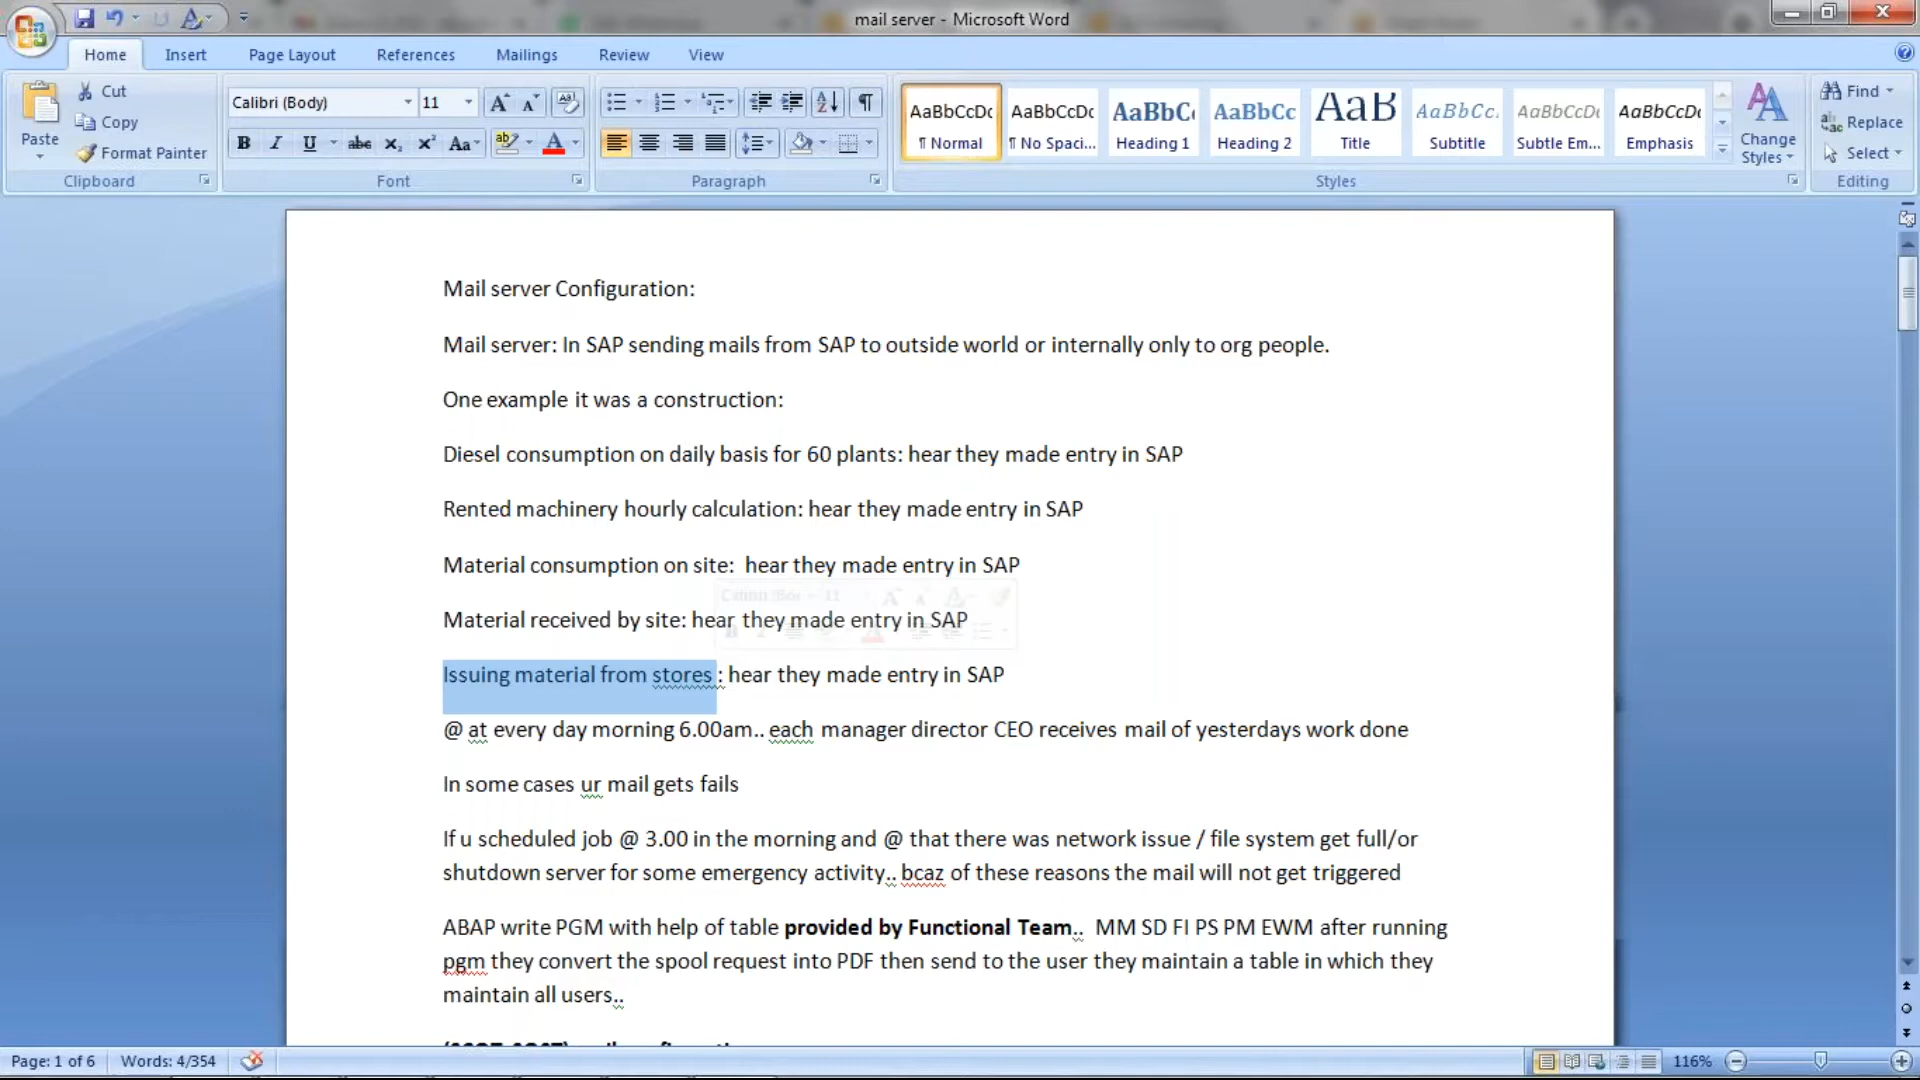 mail server - Microsoft Word
Home Insert Page Layout References Mailings Review View
Paste
Cut
Copy
Format Painter
Clipboard
Calibri (Body) 11
Font
Paragraph
AaBbCcDc AaBbCcDc AaBbC AaBbCc AaB AaBbCc. AaBbCcDc AaBbCcDc
¶ Normal ¶ No Spaci... Heading 1 Heading 2 Title Subtitle Subtle Em... Emphasis
Styles
Change
Styles
Find
Replace
Select
Editing
Mail server Configuration:
Mail server: In SAP sending mails from SAP to outside world or internally only to org people.
One example it was a construction:
Diesel consumption on daily basis for 60 plants: hear they made entry in SAP
Rented machinery hourly calculation: hear they made entry in SAP
Material consumption on site:  hear they made entry in SAP
Material received by site: hear they made entry in SAP
Issuing material from stores : hear they made entry in SAP
@ at every day morning 6.00am.. each manager director CEO receives mail of yesterdays work done
In some cases ur mail gets fails
If u scheduled job @ 3.00 in the morning and @ that there was network issue / file system get full/or
shutdown server for some emergency activity.. bcaz of these reasons the mail will not get triggered
ABAP write PGM with help of table provided by Functional Team..  MM SD FI PS PM EWM after running
pgm they convert the spool request into PDF then send to the user they maintain a table in which they
maintain all users..
Page: 1 of 6 Words: 4/354 116%